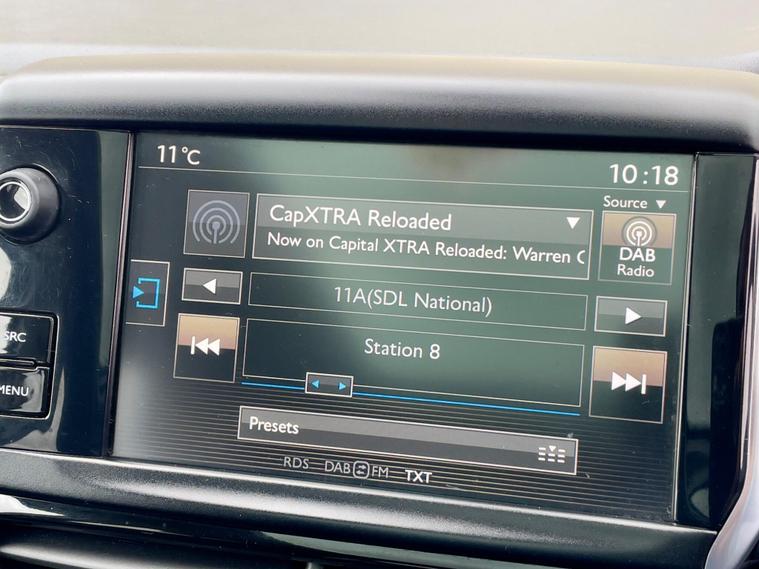 11°C
10:18
Source
CapXTRA Reloaded
Now on Capital XTRA Reloaded: Warren
DAB
Radio
11A(SDL National)
SRC
Station 8
MENU
Presets
RDS DAB FM TXT